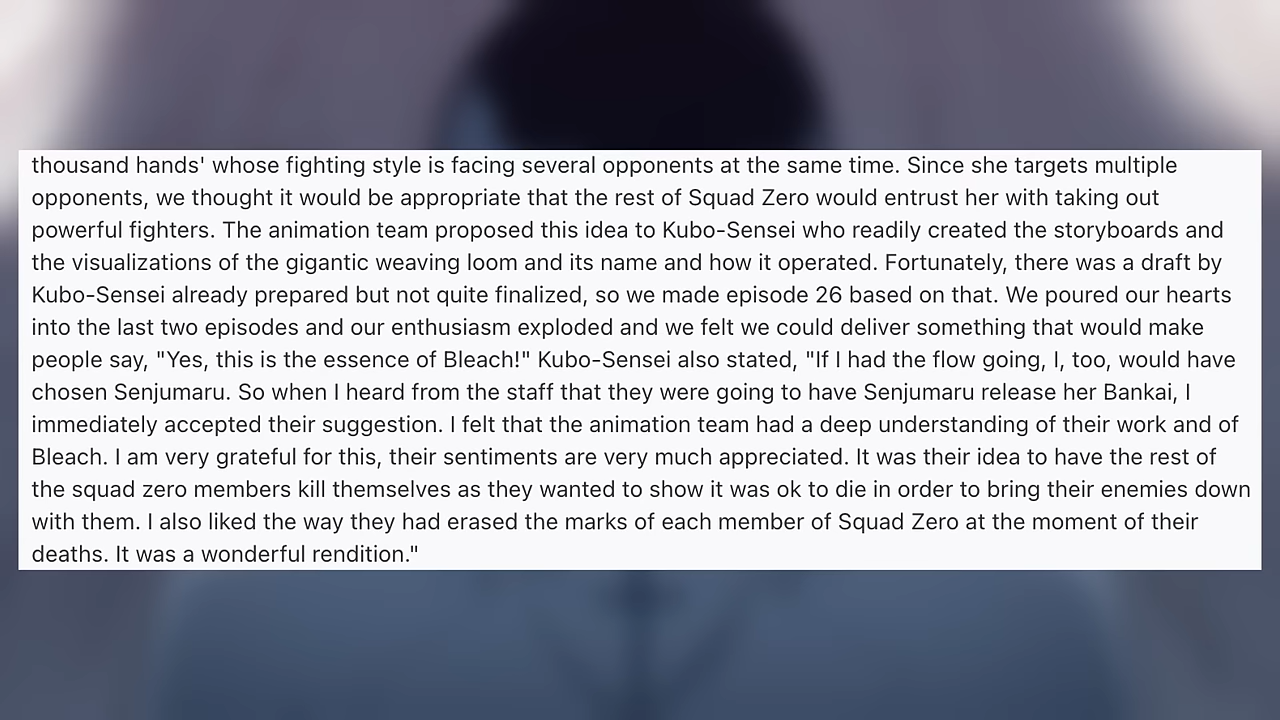 thousand hands' whose fighting style is facing several opponents at the same time. Since she targets multiple
opponents, we thought it would be appropriate that the rest of Squad Zero would entrust her with taking out
powerful fighters. The animation team proposed this idea to Kubo-Sensei who readily created the storyboards and
the visualizations of the gigantic weaving loom and its name and how it operated. Fortunately, there was a draft by
Kubo-Sensei already prepared but not quite finalized, so we made episode 26 based on that. We poured our hearts
into the last two episodes and our enthusiasm exploded and we felt we could deliver something that would make
people say, "Yes, this is the essence of Bleach!" Kubo-Sensei also stated, "If I had the flow going, I, too, would have
chosen Senjumaru. So when I heard from the staff that they were going to have Senjumaru release her Bankai, I
immediately accepted their suggestion. I felt that the animation team had a deep understanding of their work and of
Bleach. I am very grateful for this, their sentiments are very much appreciated. It was their idea to have the rest of
the squad zero members kill themselves as they wanted to show it was ok to die in order to bring their enemies down
with them. I also liked the way they had erased the marks of each member of Squad Zero at the moment of their
deaths. It was a wonderful rendition."